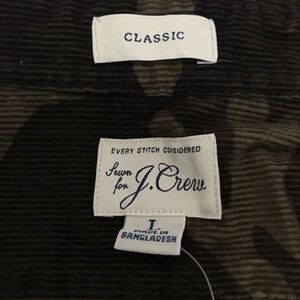 CLASSIC
EVERY STITCH CONSIDERED
Sewn
for J.Crew
MADE IN
BANGLADESH